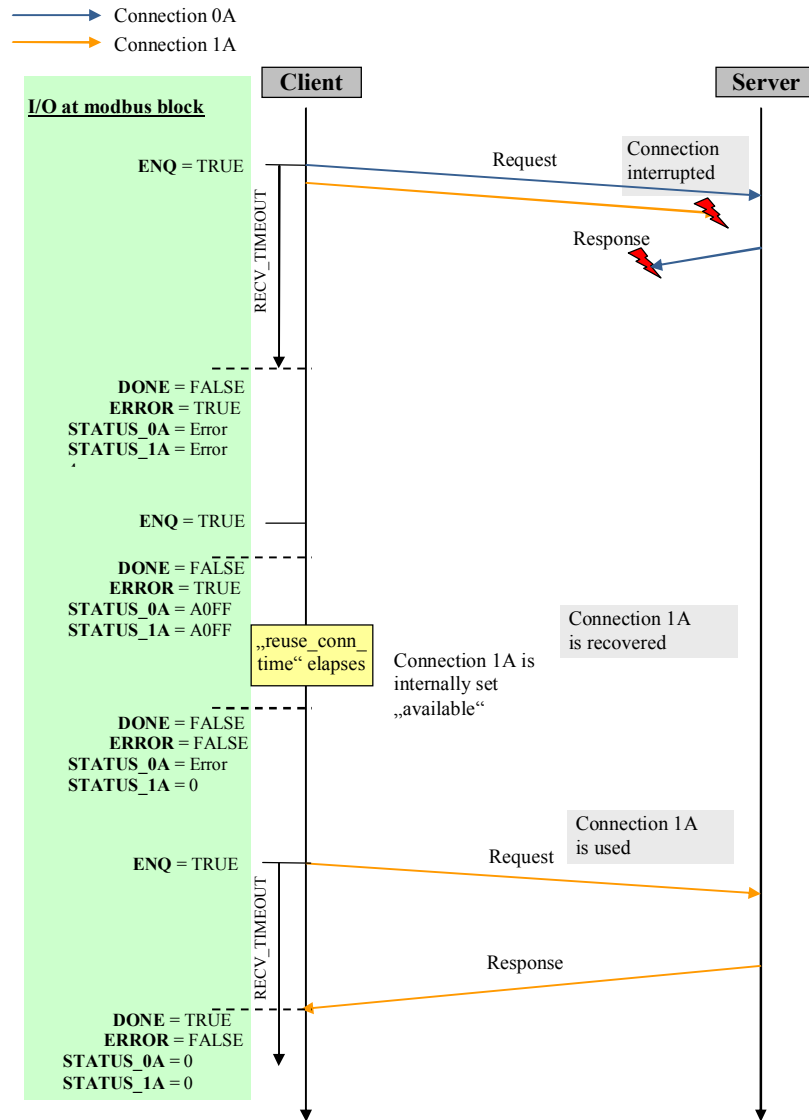 Connection 0A
Connection 1A
Client
Server
I/O at modbus block
Connection
interrupted
ENQ = TRUE
Request
RECV_TIMEOUT
Response
DONE = FALSE
ERROR = TRUE
STATUS_0A = Error
STATUS_1A = Error
ENQ = TRUE
DONE = FALSE
ERROR = TRUE
STATUS_0A = A0FF
STATUS_1A = A0FF
Connection 1A
is recovered
„reuse_conn_
time“ elapses
Connection 1A is
internally set
„available“
DONE = FALSE
ERROR = FALSE
STATUS_0A = Error
STATUS_1A = 0
Connection 1A
is used
ENQ = TRUE
Request
RECV_TIMEOUT
Response
DONE = TRUE
ERROR = FALSE
STATUS_0A = 0
STATUS_1A = 0